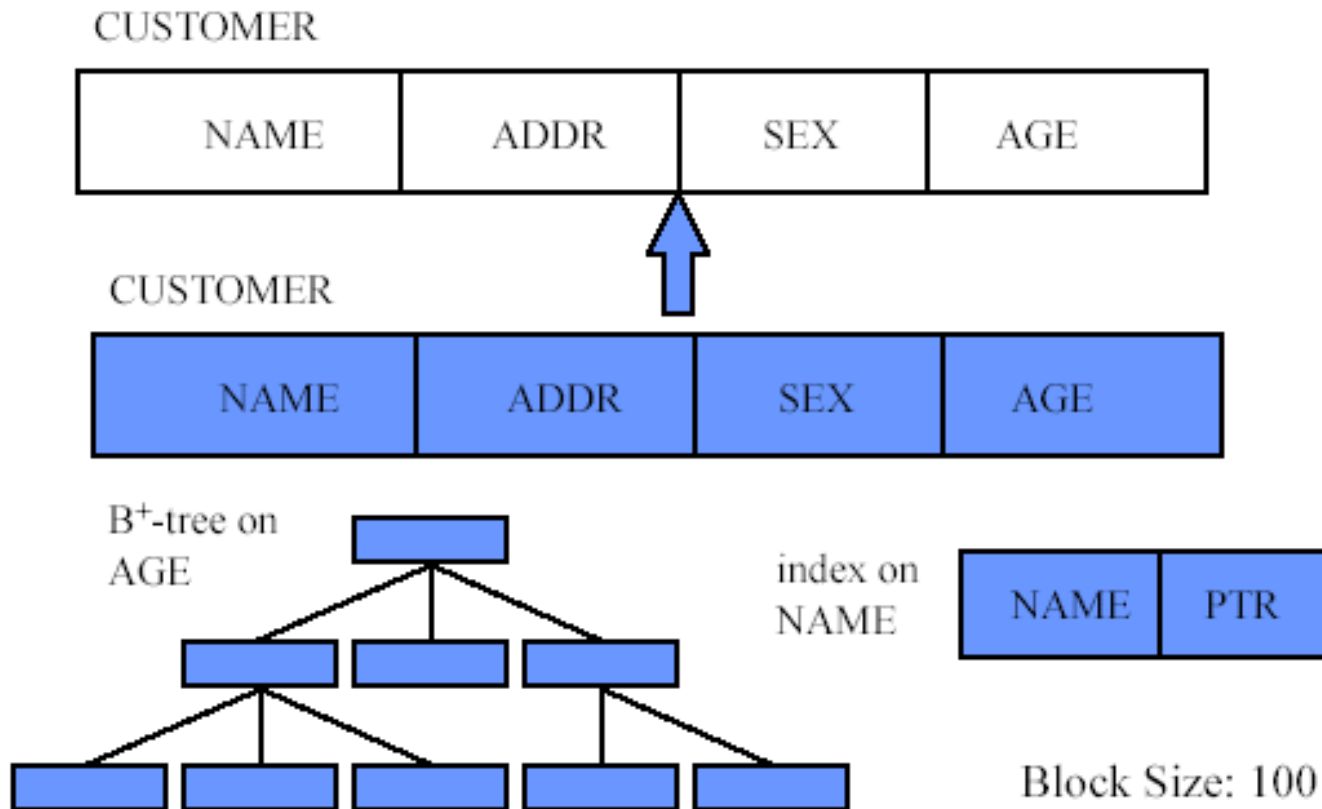 CUSTOMER
NAME ADDR SEX AGE
CUSTOMER
NAME ADDR SEX AGE
B⁺-tree on
AGE
index on
NAME
NAME PTR
Block Size: 100